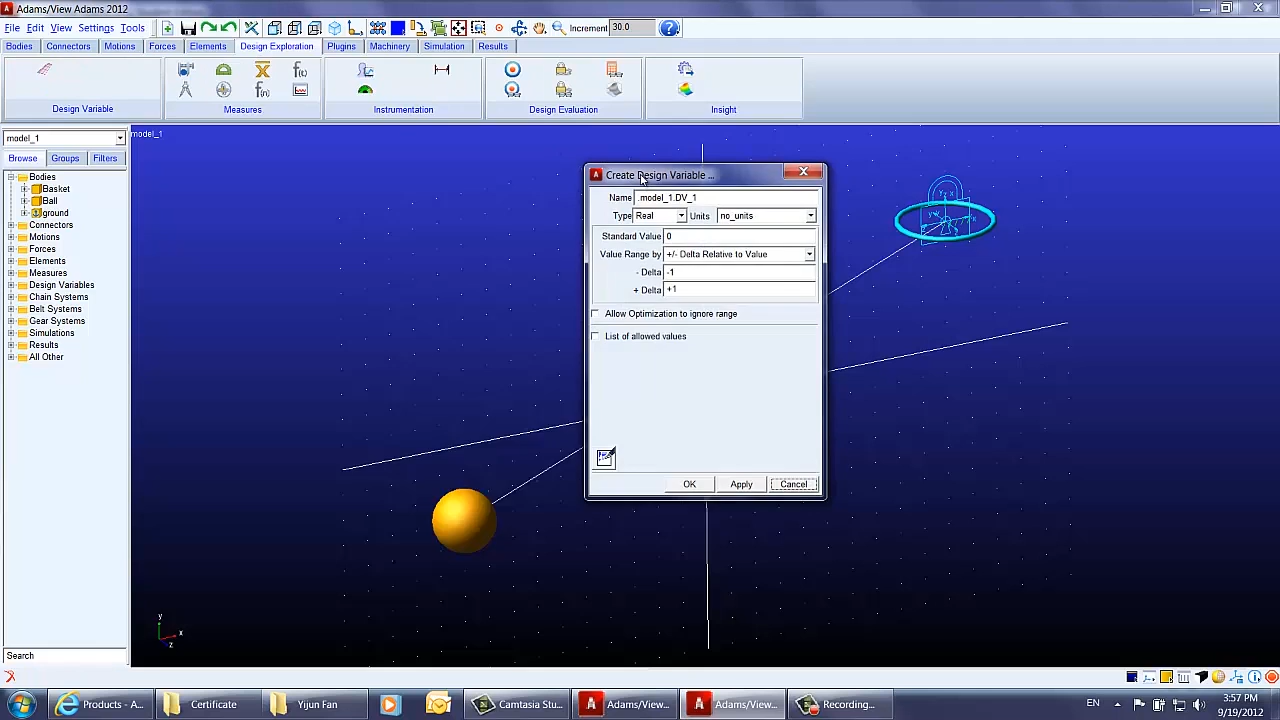 Adams/View Adams 2012
File Edit View Settings Tools Increment 30.0
Bodies Connectors Motions Forces Elements Design Exploration Plugins Machinery Simulation Results
Design Variable Measures Instrumentation Design Evaluation Insight
model_1
model_1
Browse Groups Filters
Bodies
Basket
Ball
ground
Connectors
Motions
Forces
Elements
Measures
Design Variables
Chain Systems
Belt Systems
Gear Systems
Simulations
Results
All Other
Search
Create Design Variable ...
Name .model_1.DV_1
Type Real Units no_units
Standard Value 0
Value Range by +/- Delta Relative to Value
- Delta -1
+ Delta +1
Allow Optimization to ignore range
List of allowed values
OK Apply Cancel
y
x
z
Products - A... Certificate Yijun Fan Camtasia Stu... Adams/View... Adams/View... Recording...
EN 3:57 PM
9/19/2012